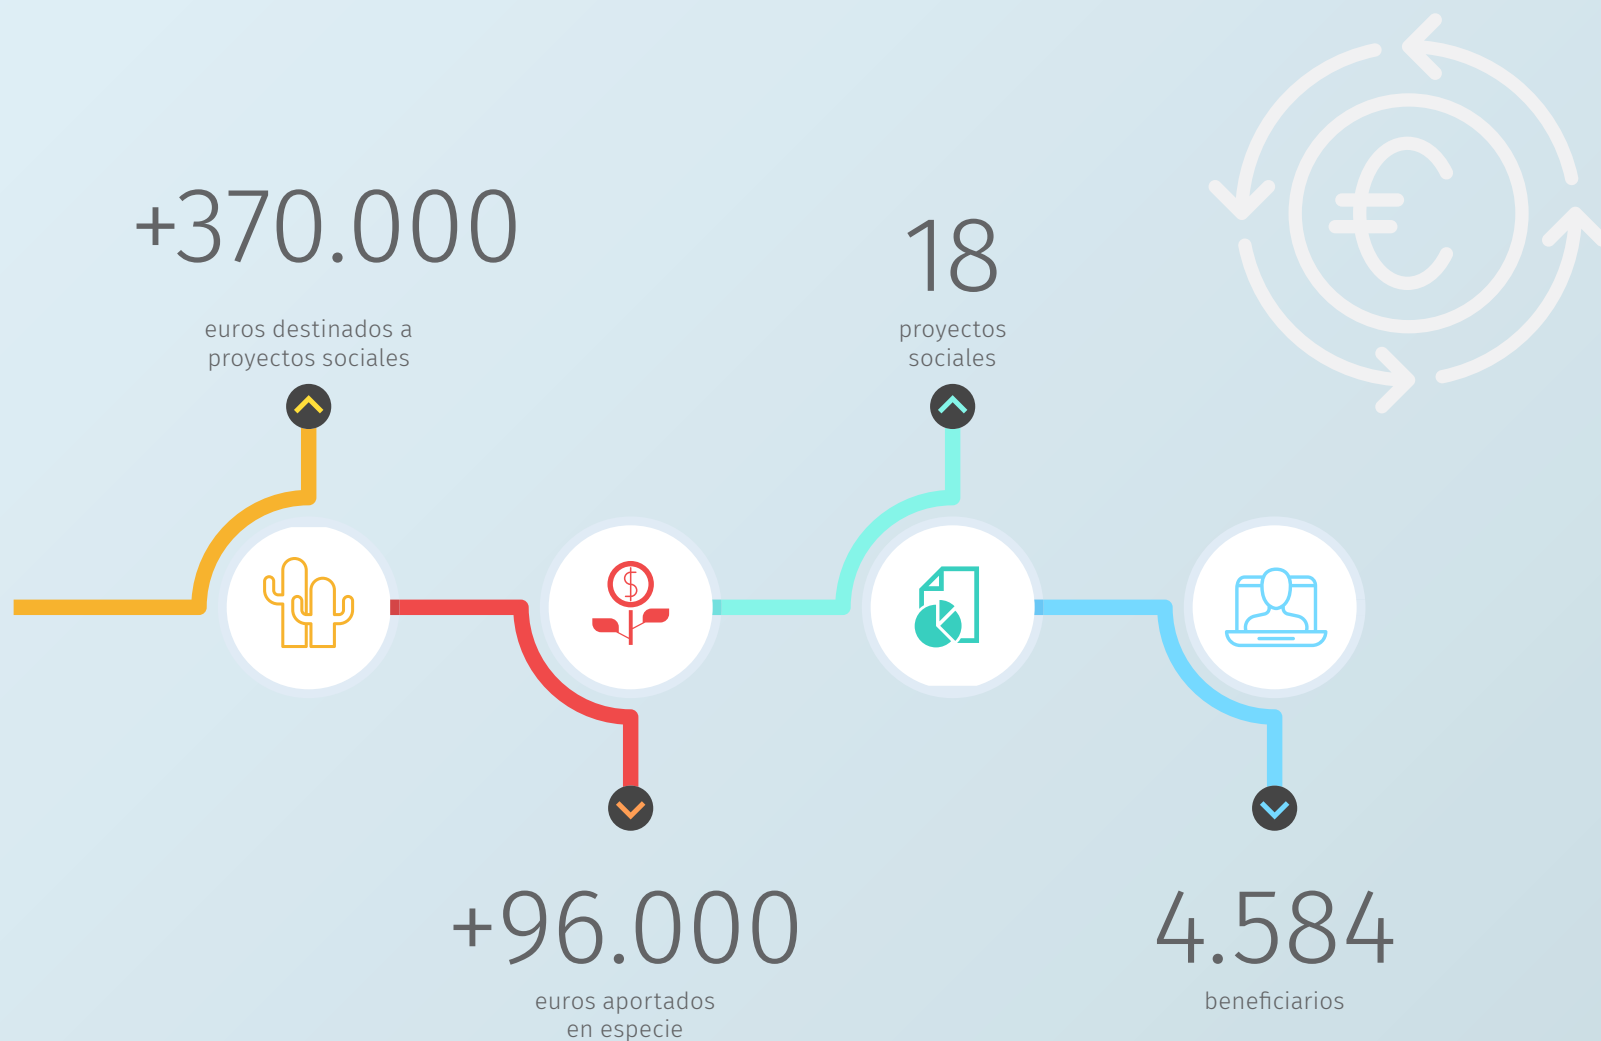 +370.000
euros destinados a
proyectos sociales
18
proyectos
sociales
+96.000
euros aportados
en especie
4.584
beneficiarios